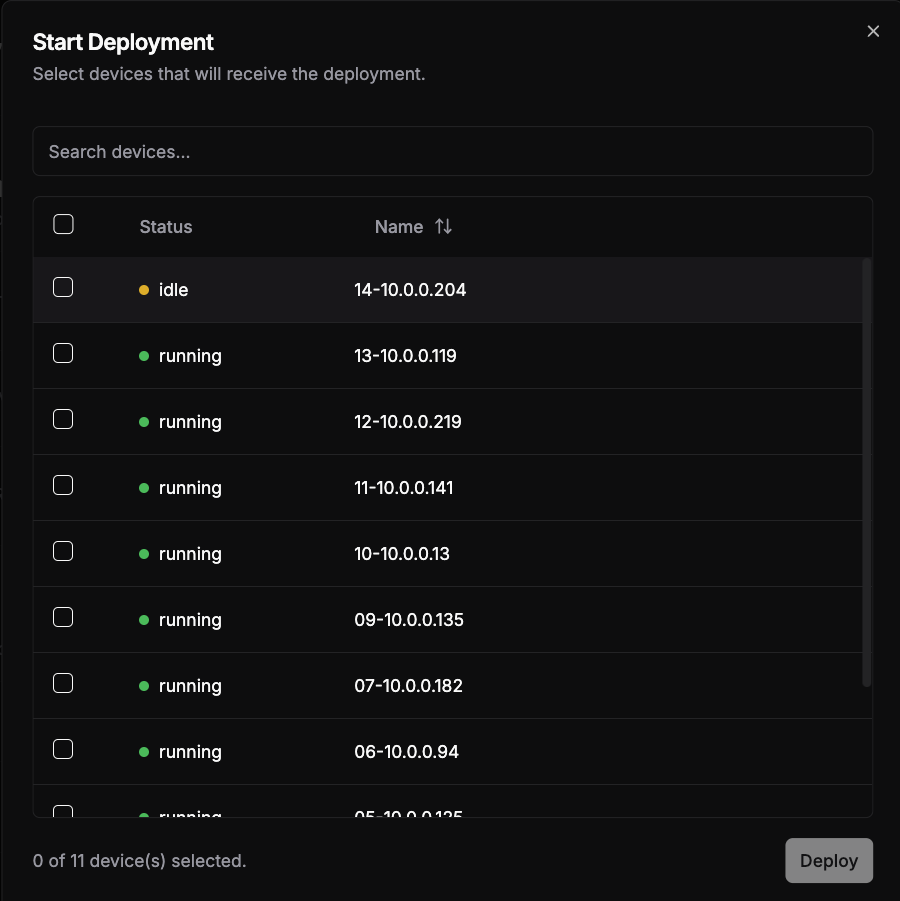 Start Deployment
Select devices that will receive the deployment.
Search devices...
Status Name
idle 14-10.0.0.204
running 13-10.0.0.119
running 12-10.0.0.219
running 11-10.0.0.141
running 10-10.0.0.13
running 09-10.0.0.135
running 07-10.0.0.182
running 06-10.0.0.94
running
0 of 11 device(s) selected.
Deploy